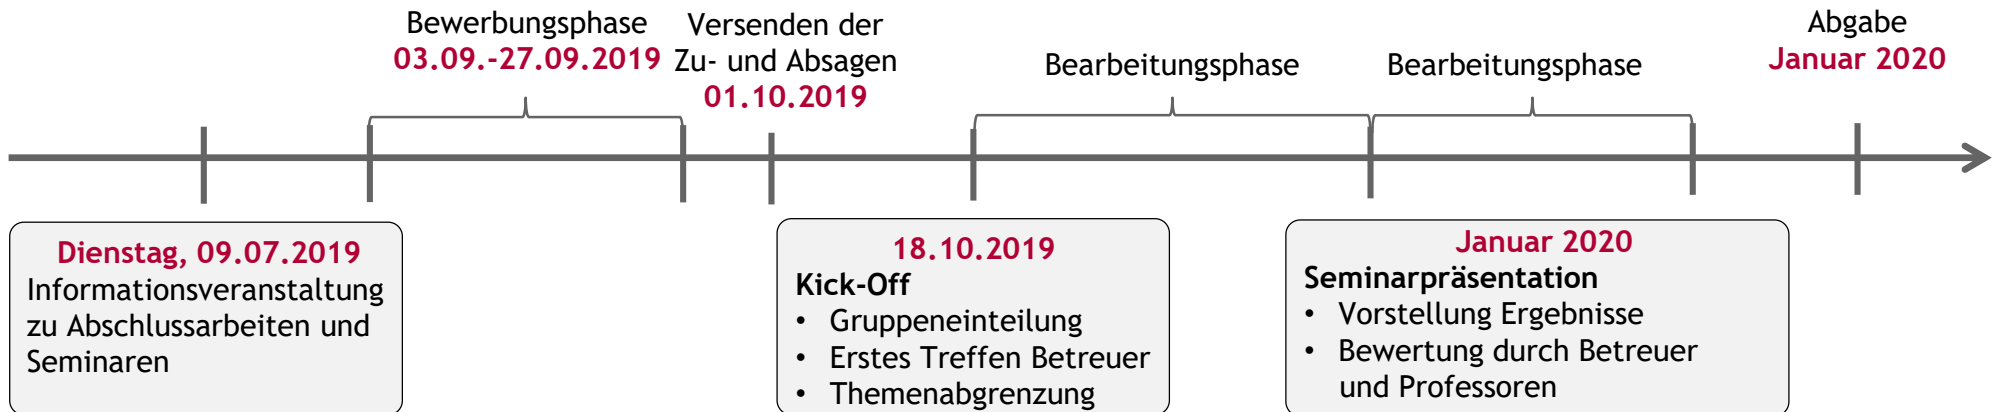 Bewerbungsphase
03.09.-27.09.2019
Versenden der
Zu- und Absagen
01.10.2019
Bearbeitungsphase
Bearbeitungsphase
Abgabe
Januar 2020
Dienstag, 09.07.2019
Informationsveranstaltung
zu Abschlussarbeiten und
Seminaren
18.10.2019
Kick-Off
• Gruppeneinteilung
• Erstes Treffen Betreuer
• Themenabgrenzung
Januar 2020
Seminarpräsentation
• Vorstellung Ergebnisse
• Bewertung durch Betreuer
und Professoren